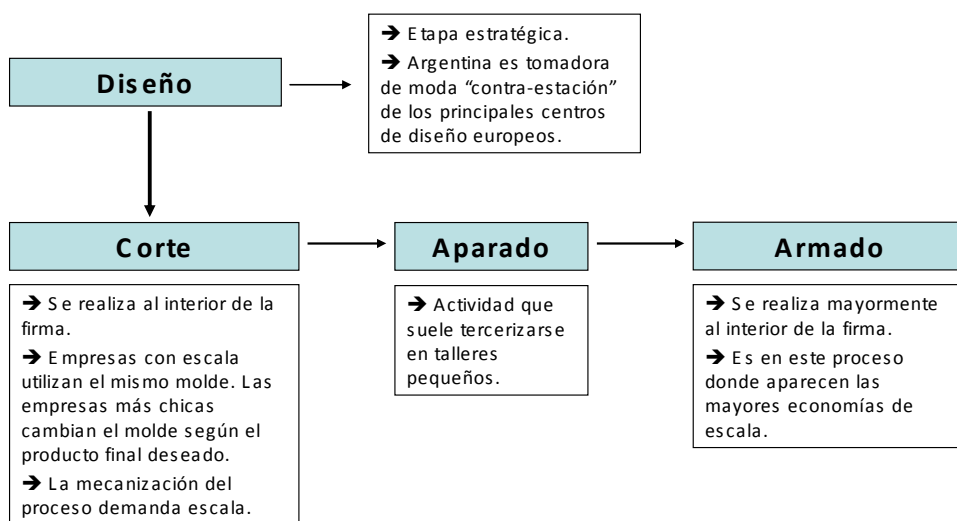 Diseño
➔ Etapa estratégica.
➔ Argentina es tomadora
de moda “contra-estación”
de los principales centros
de diseño europeos.
Corte
➔ Se realiza al interior de la
firma.
➔ Empresas con escala
utilizan el mismo molde. Las
empresas más chicas
cambian el molde según el
producto final deseado.
➔ La mecanización del
proceso demanda escala.
Aparado
➔ Actividad que
suele tercerizarse
en talleres
pequeños.
Armado
➔ Se realiza mayormente
al interior de la firma.
➔ Es en este proceso
donde aparecen las
mayores economías de
escala.